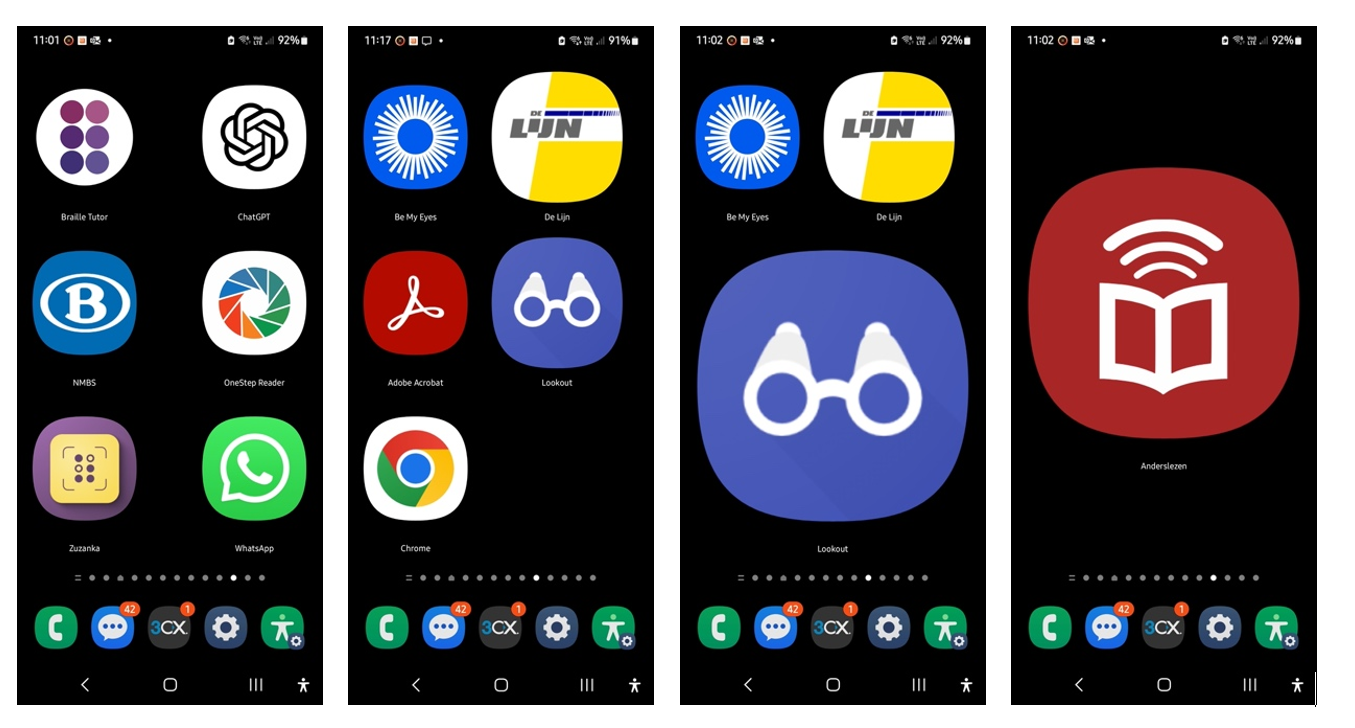 11:01
92%
Braille Tutor
ChatGPT
B
NMBS
OneStep Reader
Zuzanka
WhatsApp
42
1
3CX
11:17
91%
DE
LIJN
Be My Eyes
De Lijn
Adobe Acrobat
Lookout
Chrome
42
1
3CX
11:02
92%
DE
LIJN
Be My Eyes
De Lijn
Lookout
42
1
3CX
11:02
92%
Anderslezen
42
1
3CX